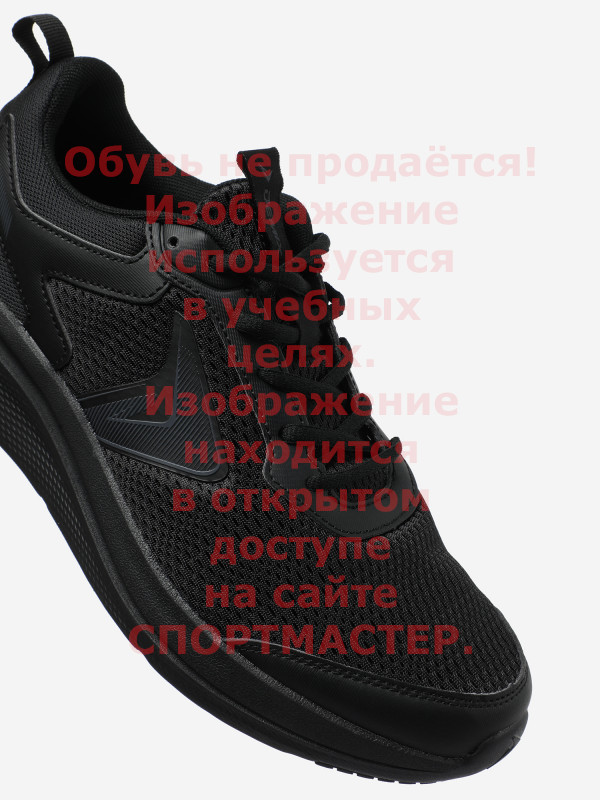 Обувь не продаётся!
Изображение
используется
в учебных
целях.
Изображение
находится
в открытом
доступе
на сайте
СПОРТМАСТЕР.